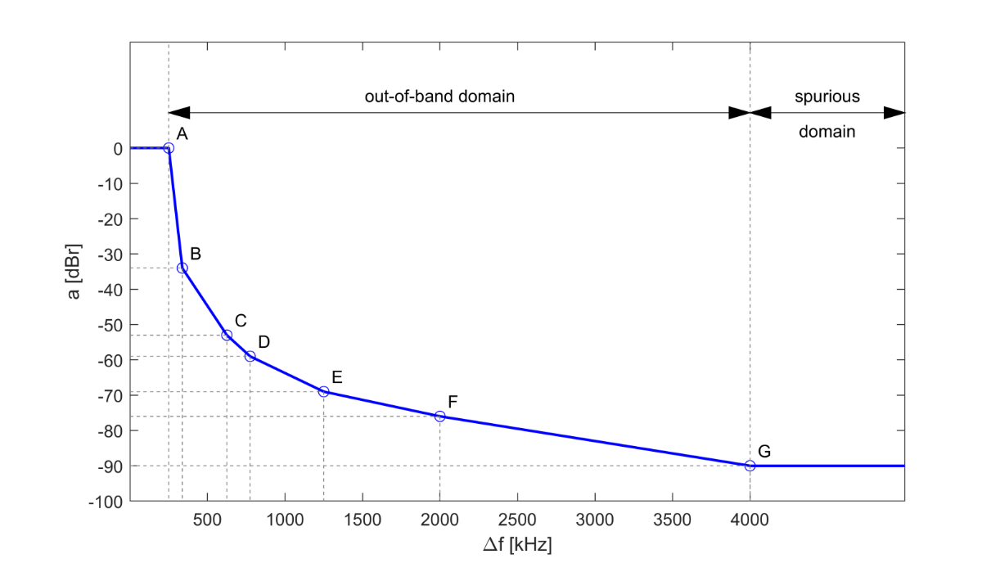 out-of-band domain
spurious
domain
A
B
C
D
E
F
G
0
-10
-20
-30
-40
-50
-60
-70
-80
-90
-100
a [dBr]
500 1000 1500 2000 2500 3000 3500 4000
Δf [kHz]